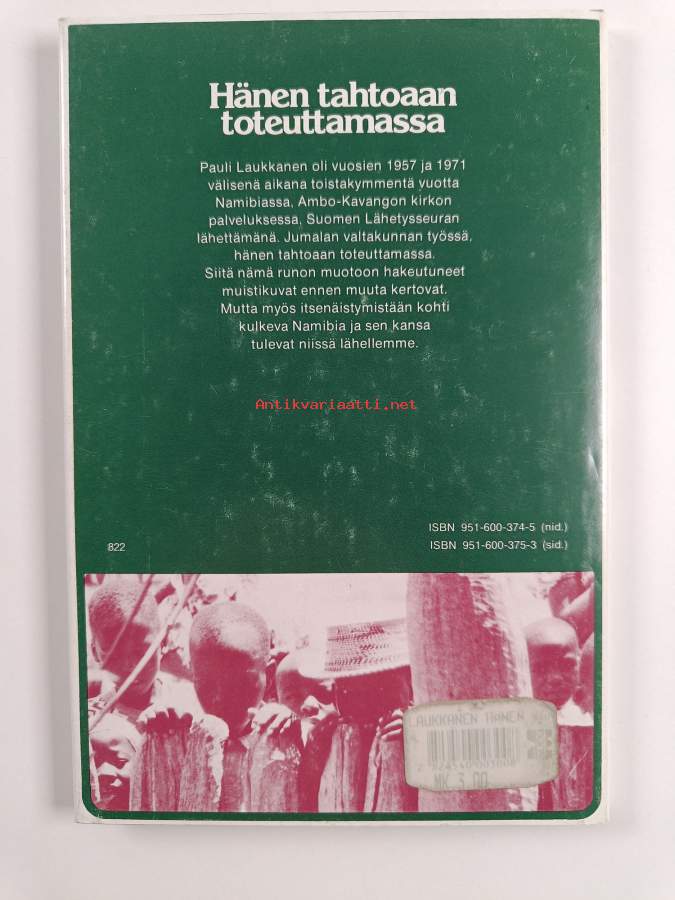 Hänen tahtoaan
toteuttamassa
Pauli Laukkanen oli vuosien 1957 ja 1971
välisenä aikana toistakymmentä vuotta
Namibiassa, Ambo-Kavangon kirkon
palveluksessa, Suomen Lähetysseuran
lähettämänä. Jumalan valtakunnan työssä,
hänen tahtoaan toteuttamassa.
Siitä nämä runon muotoon hakeutuneet
muistikuvat ennen muuta kertovat.
Mutta myös itsenäistymistään kohti
kulkeva Namibia ja sen kansa
tulevat niissä lähellemme.
Antikvariaatti.net
ISBN 951-600-374-5 (nid.)
822
ISBN 951-600-375-3 (sid.)
LAUKKANEN HANEN
MK 3.00